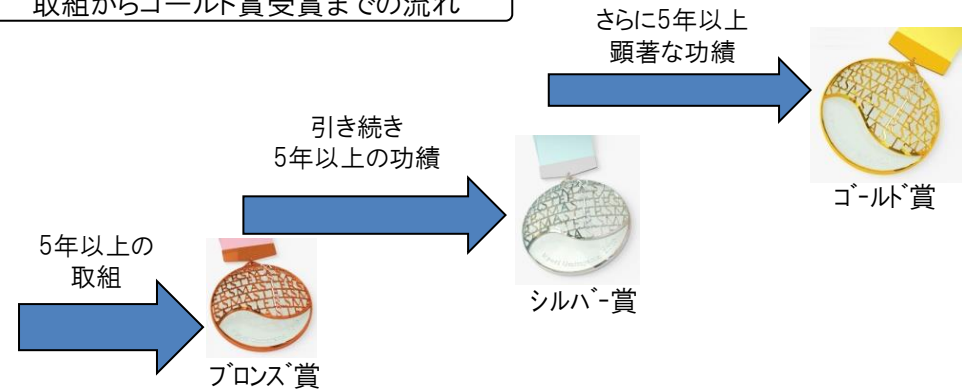 取組からゴールド賞受賞までの流れ
さらに5年以上
顕著な功績
引き続き
5年以上の功績
ゴールド賞
5年以上の
取組
シルバー賞
ブロンズ賞